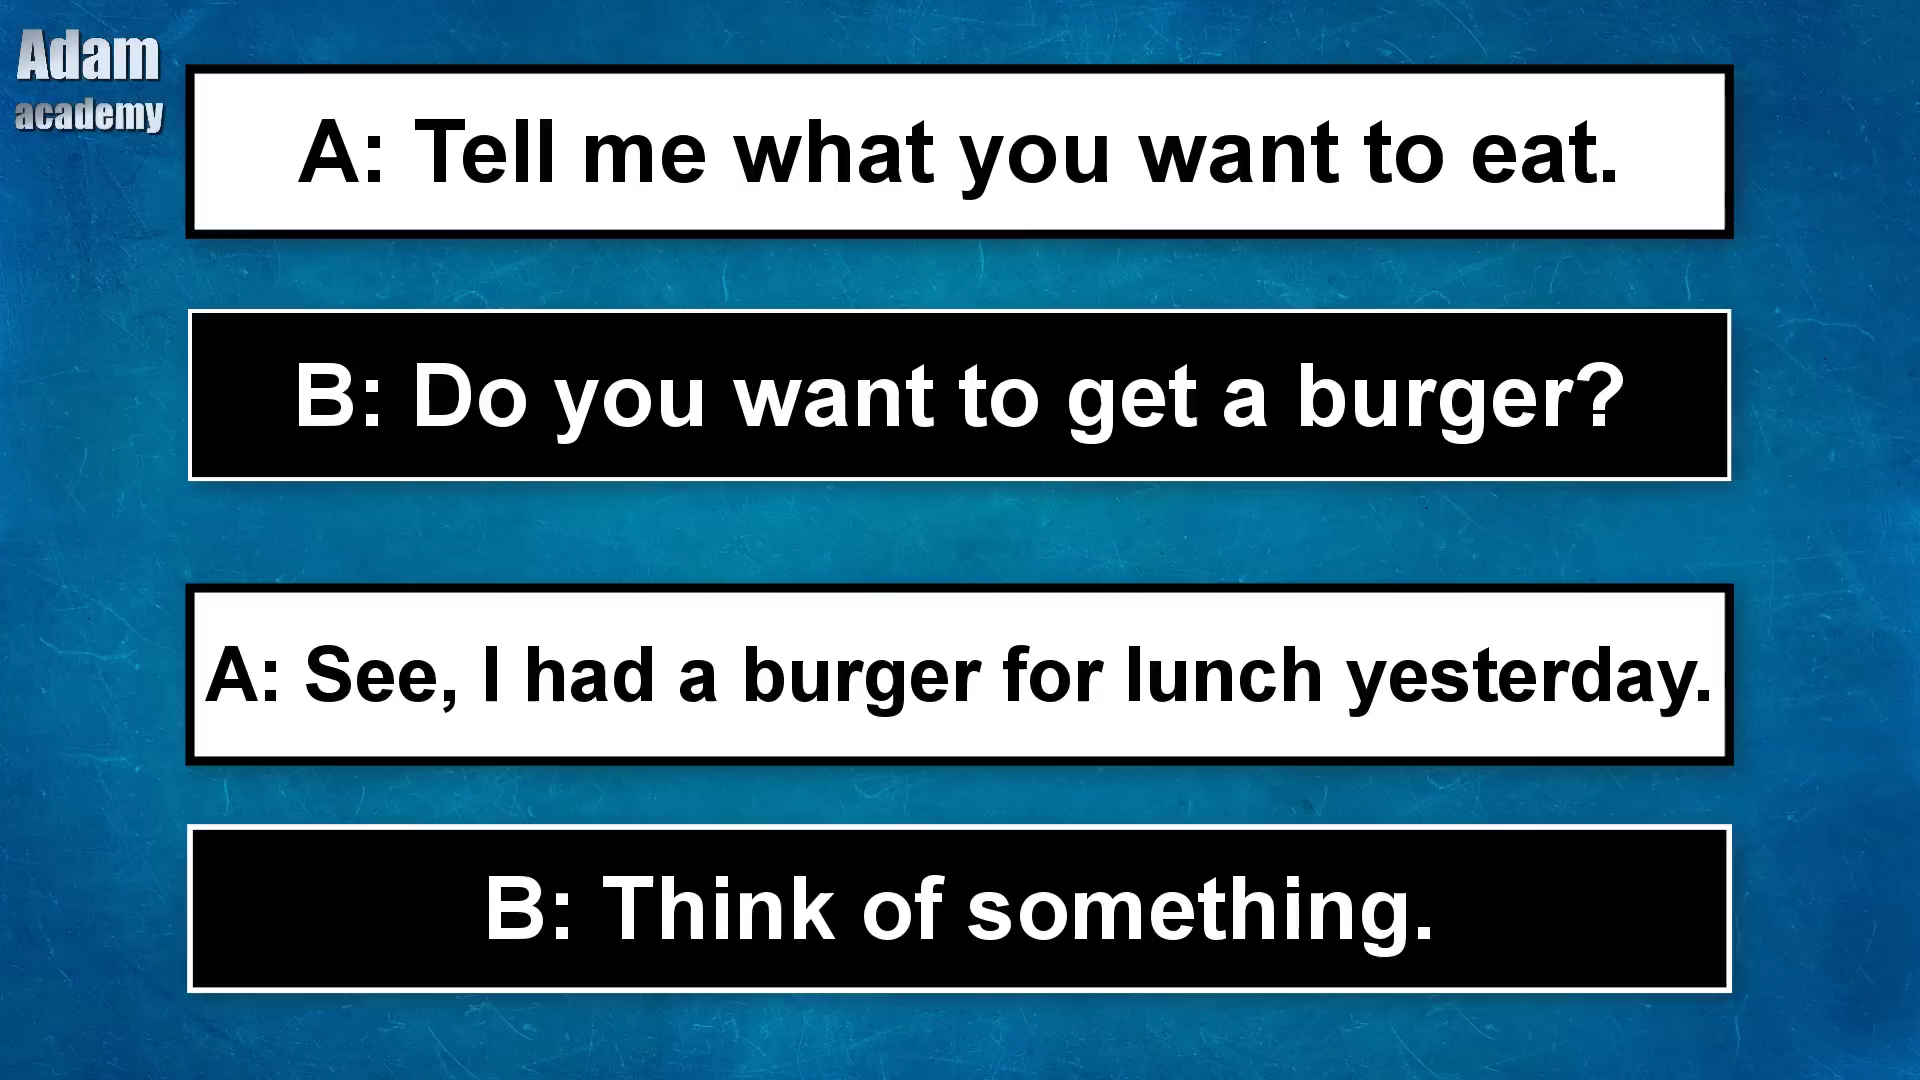 Adam
academy
A: Tell me what you want to eat.
B: Do you want to get a burger?
A: See, I had a burger for lunch yesterday.
B: Think of something.